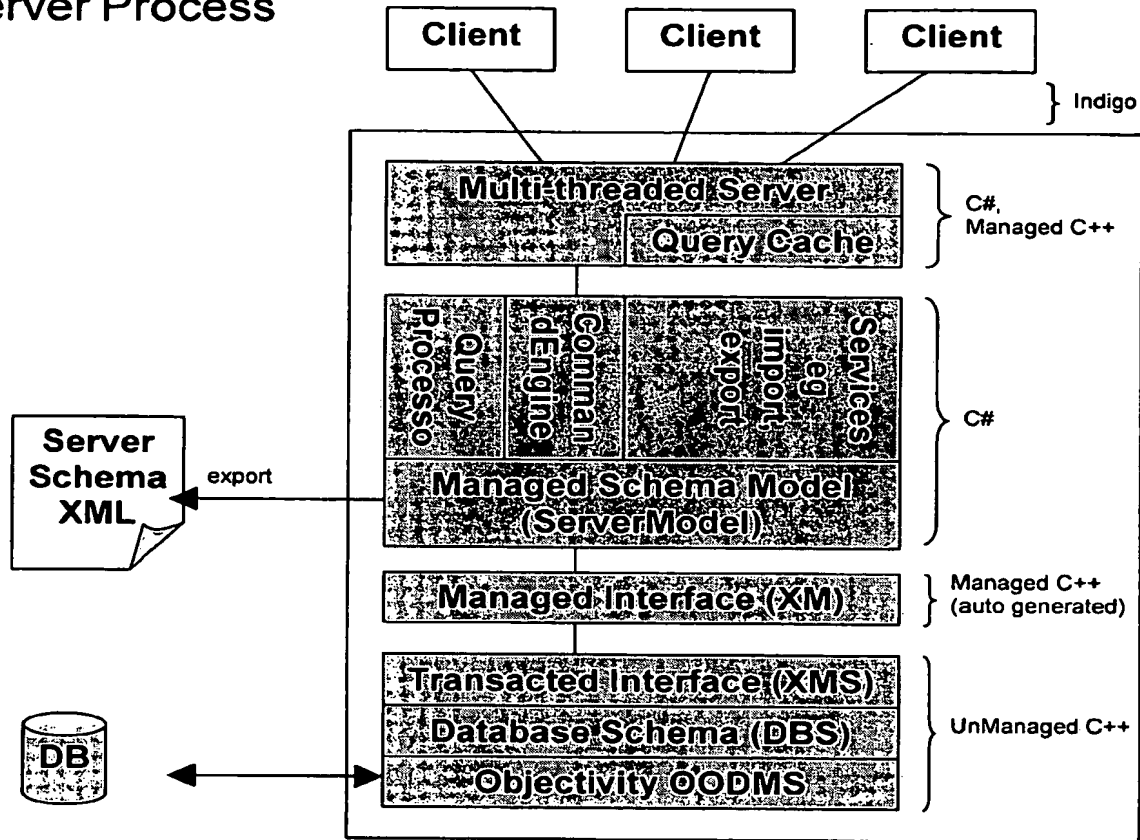 erver Process
Client
Client
Client
Indigo
Multi-threaded Server
Query Cache
C#,
Managed C++
Query
Processo
Comman
dEngine
Services
eg
import
export
C#
Server
Schema
XML
export
Managed Schema Model
(ServerModel)
Managed Interface (XM)
Managed C++
(auto generated)
Transacted Interface (XMS)
Database Schema (DBS)
Objectivity OODMS
UnManaged C++
DB